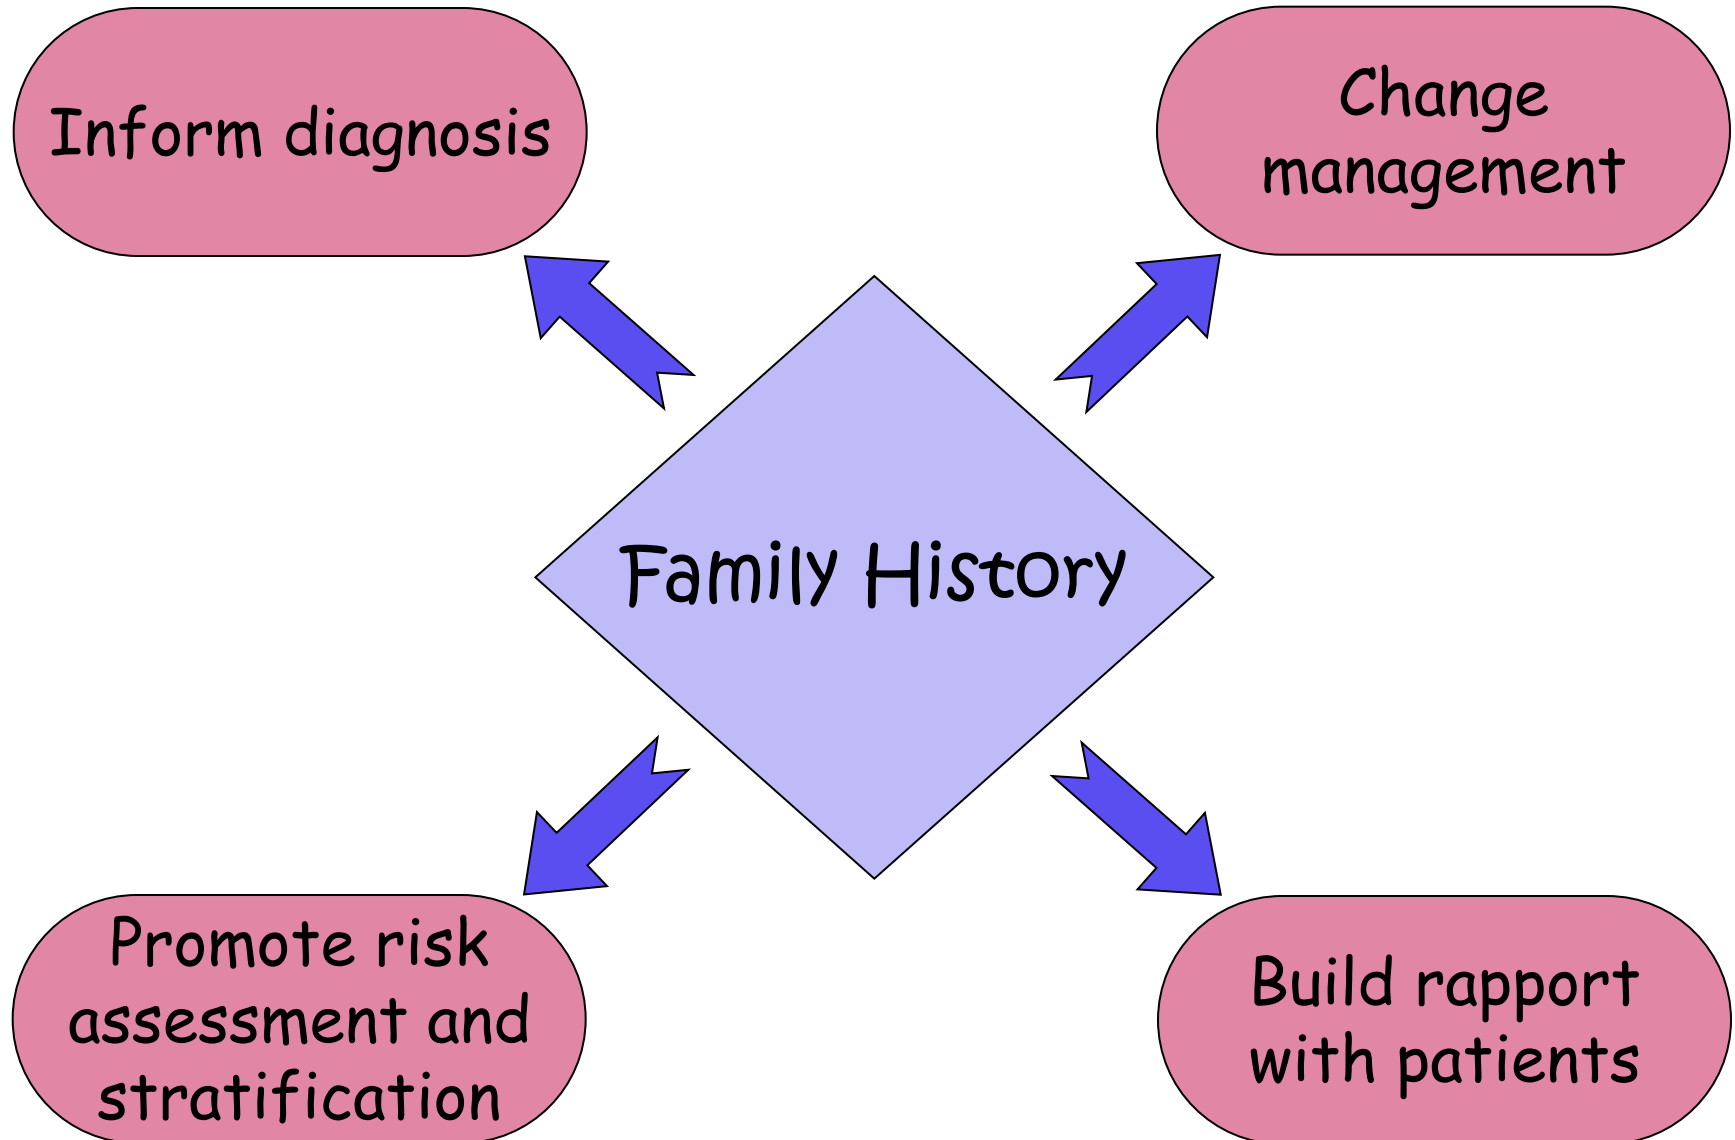 Inform diagnosis
Change
management
Family History
Promote risk
assessment and
stratification
Build rapport
with patients